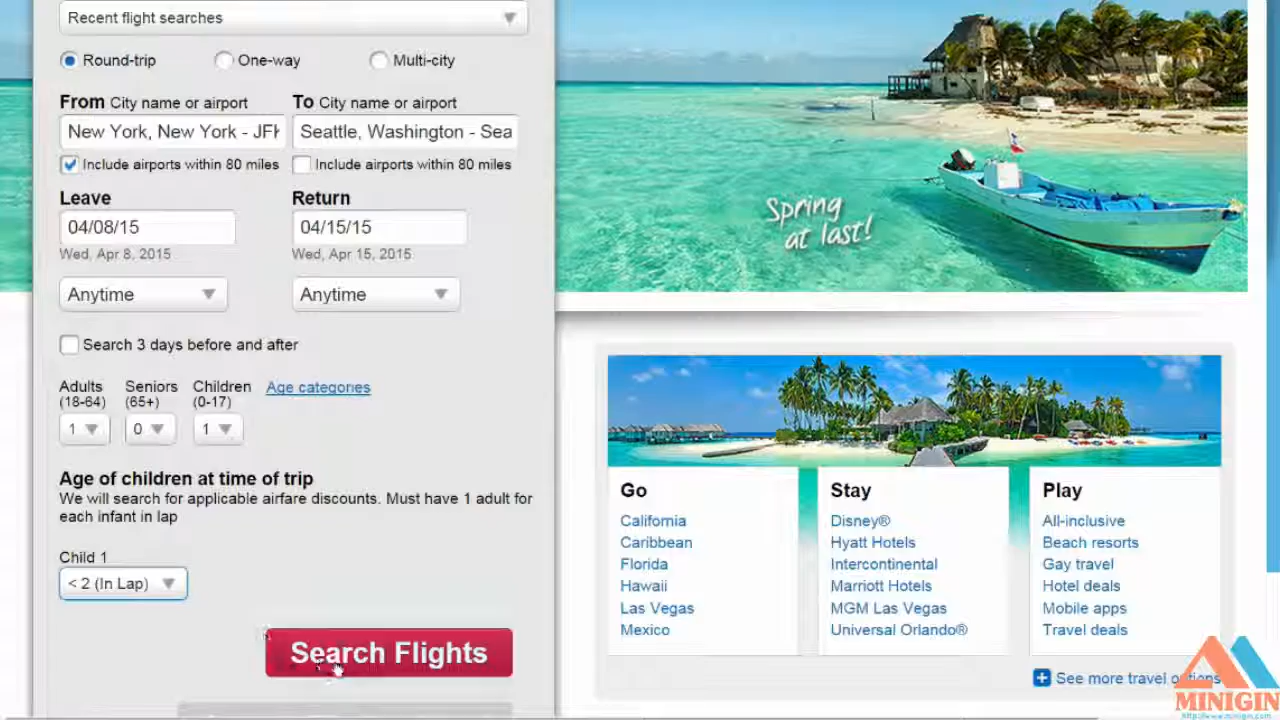 Recent flight searches
Round-trip One-way Multi-city
From City name or airport To City name or airport
New York, New York - JFK Seattle, Washington - Sea
Include airports within 80 miles Include airports within 80 miles
Leave Return
04/08/15 04/15/15
Wed, Apr 8, 2015 Wed, Apr 15, 2015
Anytime Anytime
Search 3 days before and after
Adults Seniors Children Age categories
(18-64) (65+) (0-17)
1 0 1
Age of children at time of trip
We will search for applicable airfare discounts. Must have 1 adult for
each infant in lap
Child 1
< 2 (In Lap)
Search Flights
Spring
at last!
Go
California
Caribbean
Florida
Hawaii
Las Vegas
Mexico
Stay
Disney®
Hyatt Hotels
Intercontinental
Marriott Hotels
MGM Las Vegas
Universal Orlando®
Play
All-inclusive
Beach resorts
Gay travel
Hotel deals
Mobile apps
Travel deals
See more travel options
MINIGIN
http://www.minigin.com